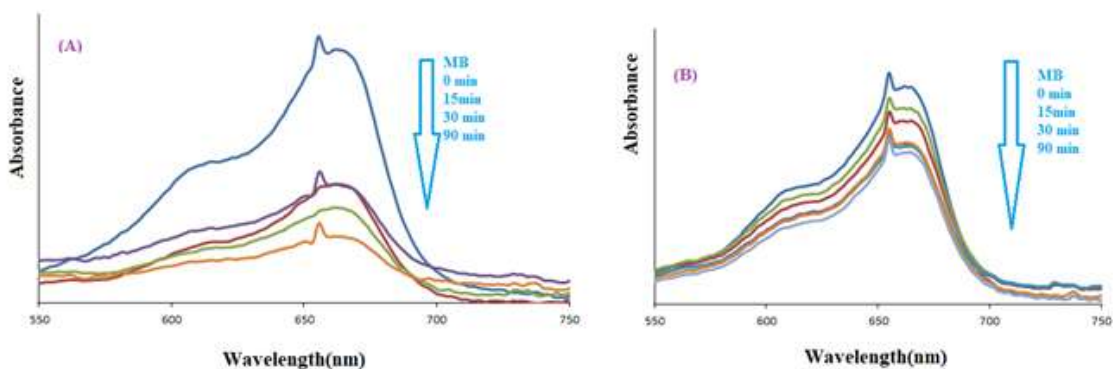 (A)
Absorbance
MB
0 min
15min
30 min
90 min
550 600 650 700 750
Wavelength(nm)
(B)
Absorbance
MB
0 min
15min
30 min
90 min
550 600 650 700 750
Wavelength(nm)